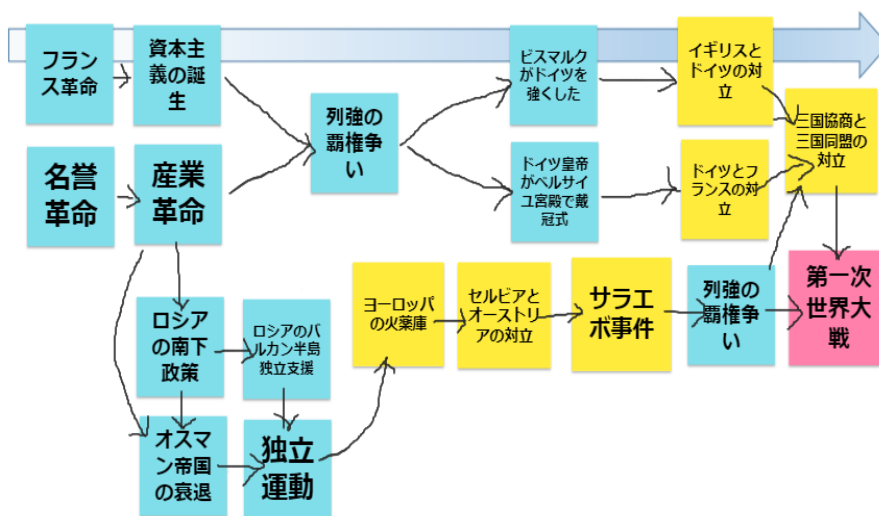 フラン
ス革命
資本主
義の誕
生
ビスマルク
がドイツを
強くした
イギリスと
ドイツの対
立
列強の
覇権争
い
三国協商と
三国同盟の
対立
名誉
革命
産業
革命
ドイツ皇帝
がベルサイ
ユ宮殿で戴
冠式
ドイツとフ
ランスの対
立
ロシア
の南下
政策
ロシアのバ
ルカン半島
独立支援
ヨーロッパ
の火薬庫
セルビアと
オーストリ
アの対立
サラエ
ボ事件
列強の
覇権争
い
第一次
世界大
戦
オスマ
ン帝国
の衰退
独立
運動